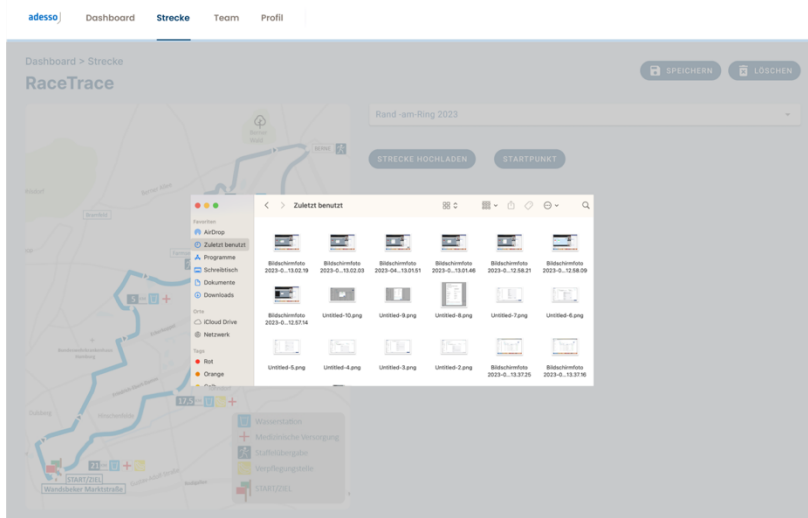 adesso
Dashboard
Strecke
Team
Profil
Dashboard > Strecke
RaceTrace
SPEICHERN
LÖSCHEN
Rand -am-Ring 2023
STRECKE HOCHLADEN
STARTPUNKT
Zuletzt benutzt
Favoriten
AirDrop
Zuletzt benutzt
Programme
Schreibtisch
Dokumente
Downloads
Orte
iCloud Drive
Netzwerk
Tags
Rot
Orange
Bildschirmfoto
2023-0...13.02.19
Bildschirmfoto
2023-0...13.02.03
Bildschirmfoto
2023-04...13.01.51
Bildschirmfoto
2023-0...13.01.46
Bildschirmfoto
2023-0...12.58.21
Bildschirmfoto
2023-0...12.58.09
Bildschirmfoto
2023-0...12.57.14
Untitled-10.png
Untitled-9.png
Untitled-8.png
Untitled-7.png
Untitled-6.png
Untitled-5.png
Untitled-4.png
Untitled-3.png
Untitled-2.png
Bildschirmfoto
2023-0...13.37.25
Bildschirmfoto
2023-0...13.37.16
5
17,5
21
Wasserstation
Medizinische Versorgung
Staffelübergabe
Verpflegungsstelle
START/ZIEL
START/ZIEL
Wandsbeker Marktstraße